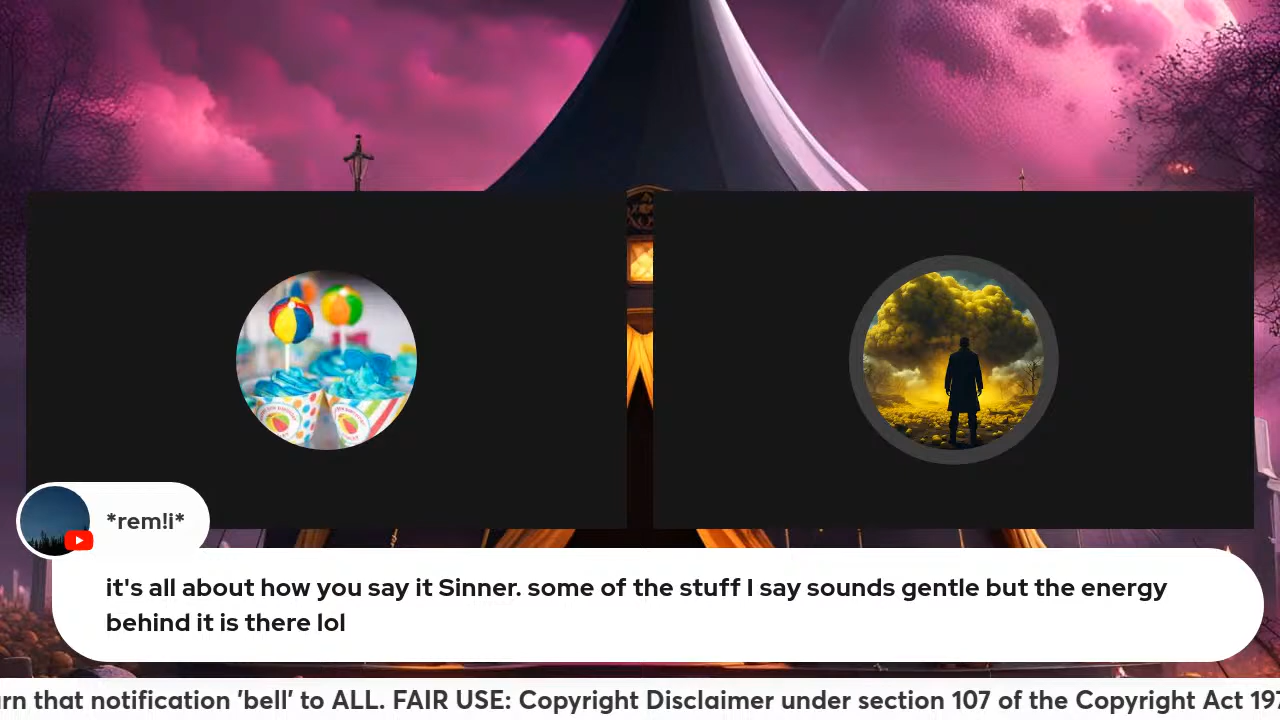 *rem!i*
it's all about how you say it Sinner. some of the stuff I say sounds gentle but the energy
behind it is there lol
rn that notification 'bell' to ALL. FAIR USE: Copyright Disclaimer under section 107 of the Copyright Act 197